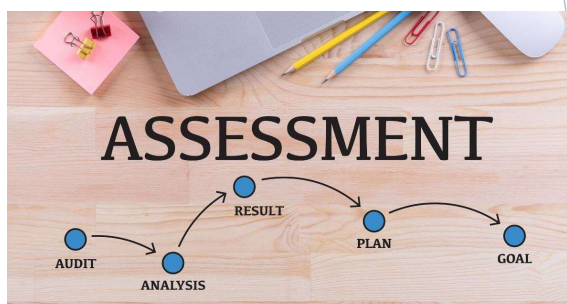 ASSESSMENT
AUDIT
ANALYSIS
RESULT
PLAN
GOAL